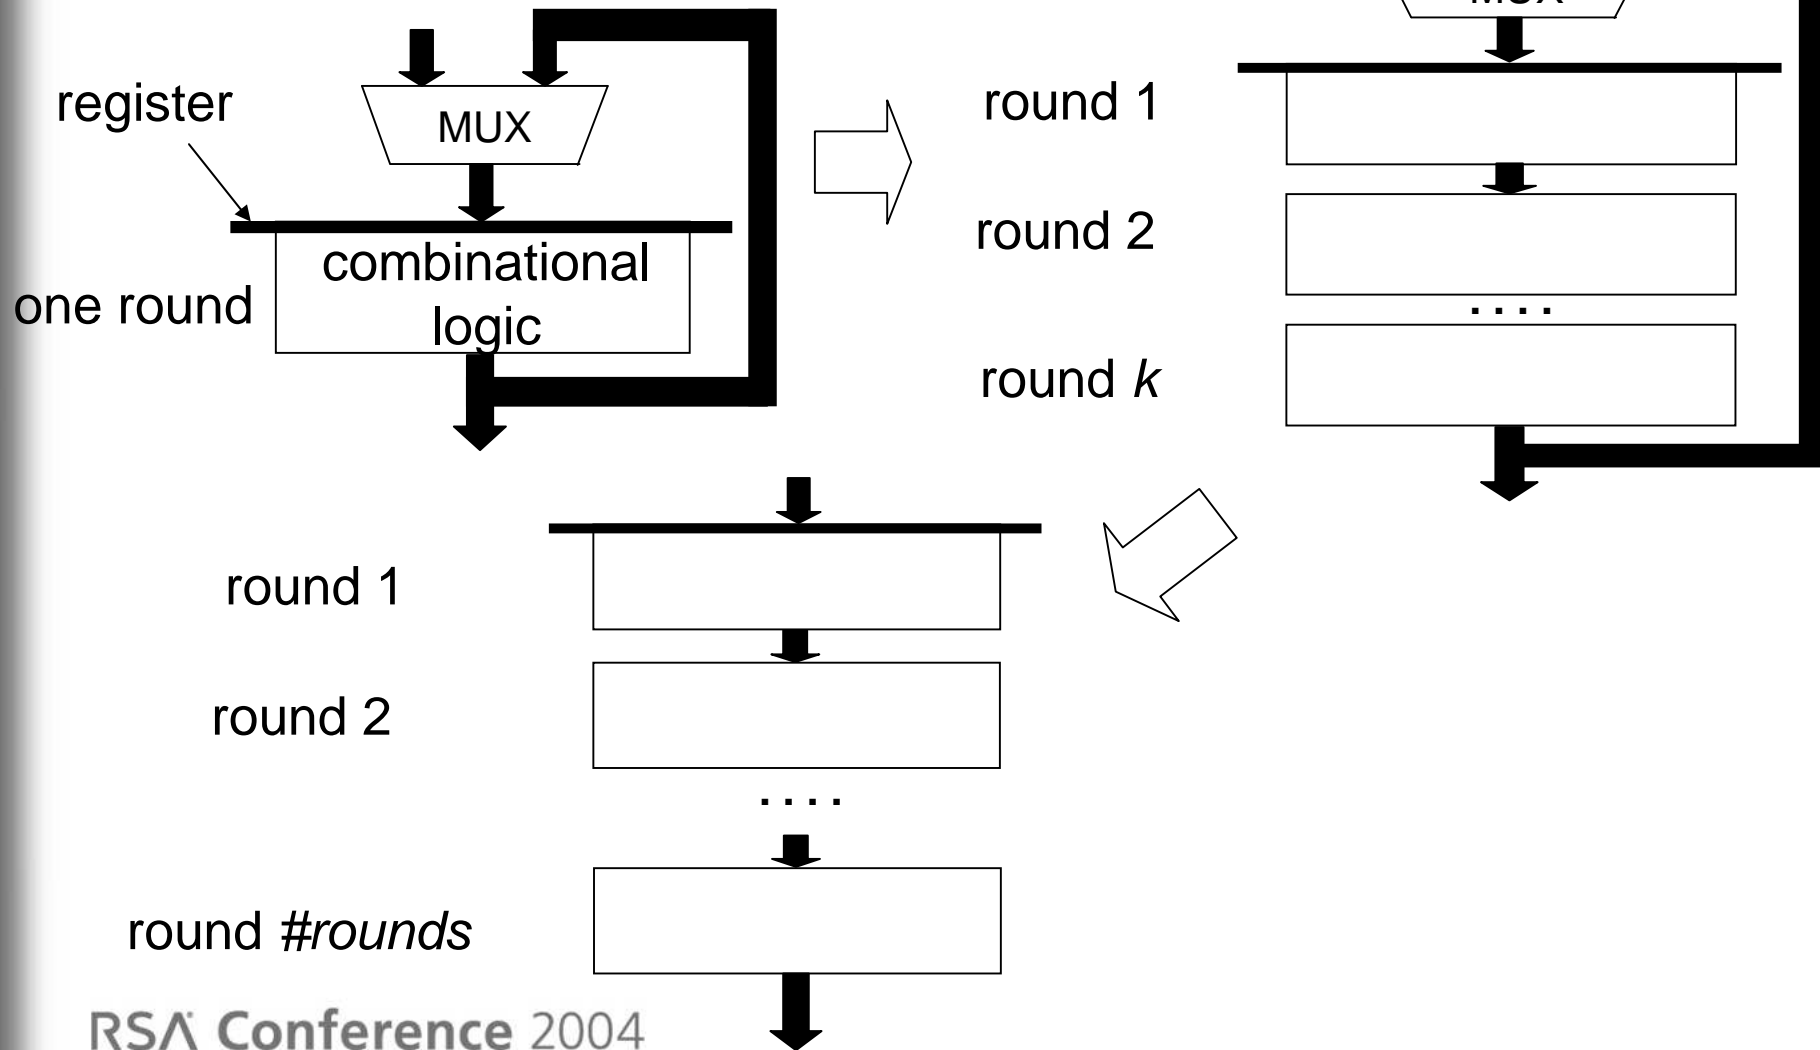 MUX
register
MUX
round 1
combinational
logic
one round
round 2
. . . .
round k
round 1
round 2
. . . .
round #rounds
RSA Conference 2004